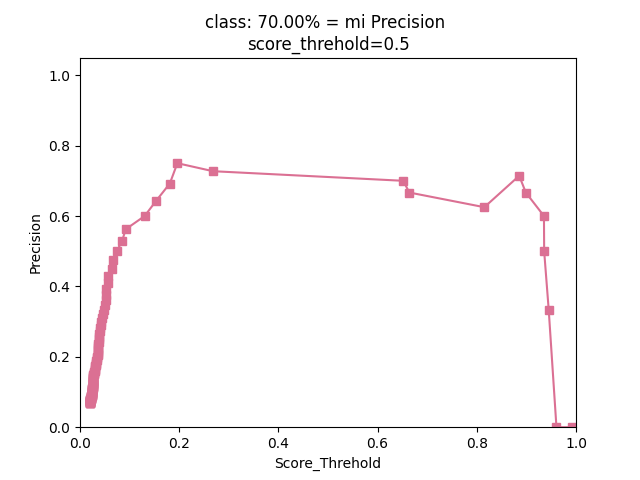 class: 70.00% = mi Precision
score_threhold=0.5
1.0
0.8
0.6
0.4
0.2
0.0
Precision
0.0 0.2 0.4 0.6 0.8 1.0
Score_Threhold